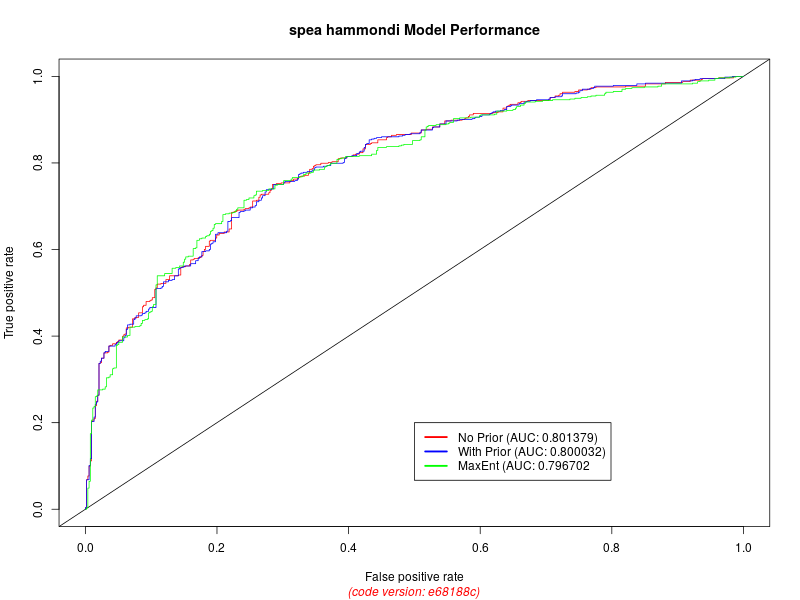 spea hammondi Model Performance
True positive rate
1.0
0.8
0.6
0.4
0.2
0.0
No Prior (AUC: 0.801379)
With Prior (AUC: 0.800032)
MaxEnt (AUC: 0.796702
0.0 0.2 0.4 0.6 0.8 1.0
False positive rate
(code version: e68188c)